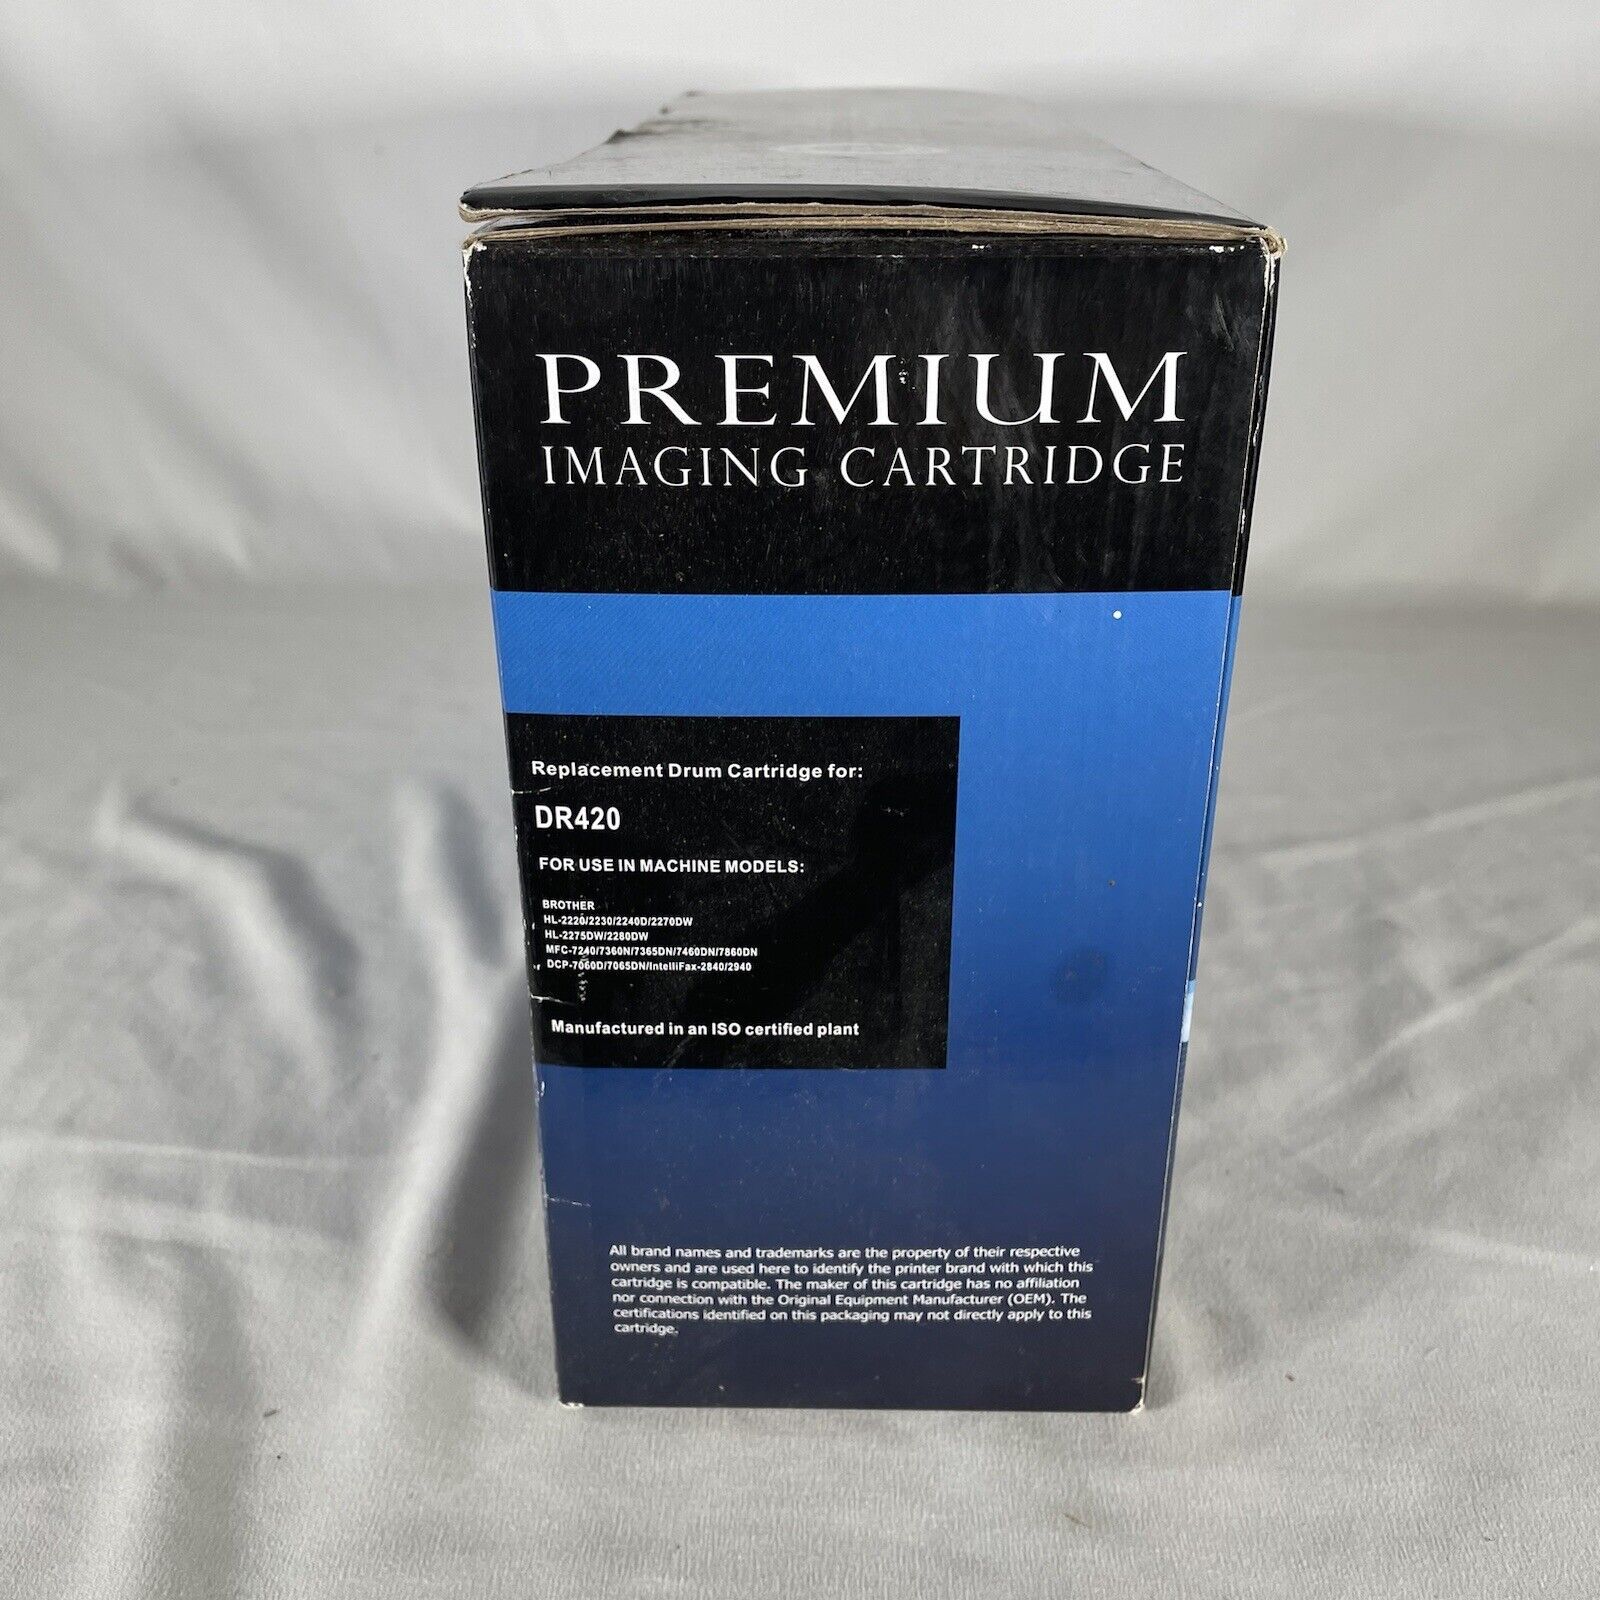 PREMIUM
IMAGING CARTRIDGE
Replacement Drum Cartridge for:
DR420
FOR USE IN MACHINE MODELS:
BROTHER
HL-2220/2230/2240D/2270DW
HL-2275DW/2280DW
MFC-7240/7360N/7365DN/7460DN/7860DN
DCP-7060D/7065DN/IntelliFax-2840/2940
Manufactured in an ISO certified plant
All brand names and trademarks are the property of their respective
owners and are used here to identify the printer brand with which this
cartridge is compatible. The maker of this cartridge has no affiliation
nor connection with the Original Equipment Manufacturer (OEM). The
certifications identified on this packaging may not directly apply to this
cartridge.